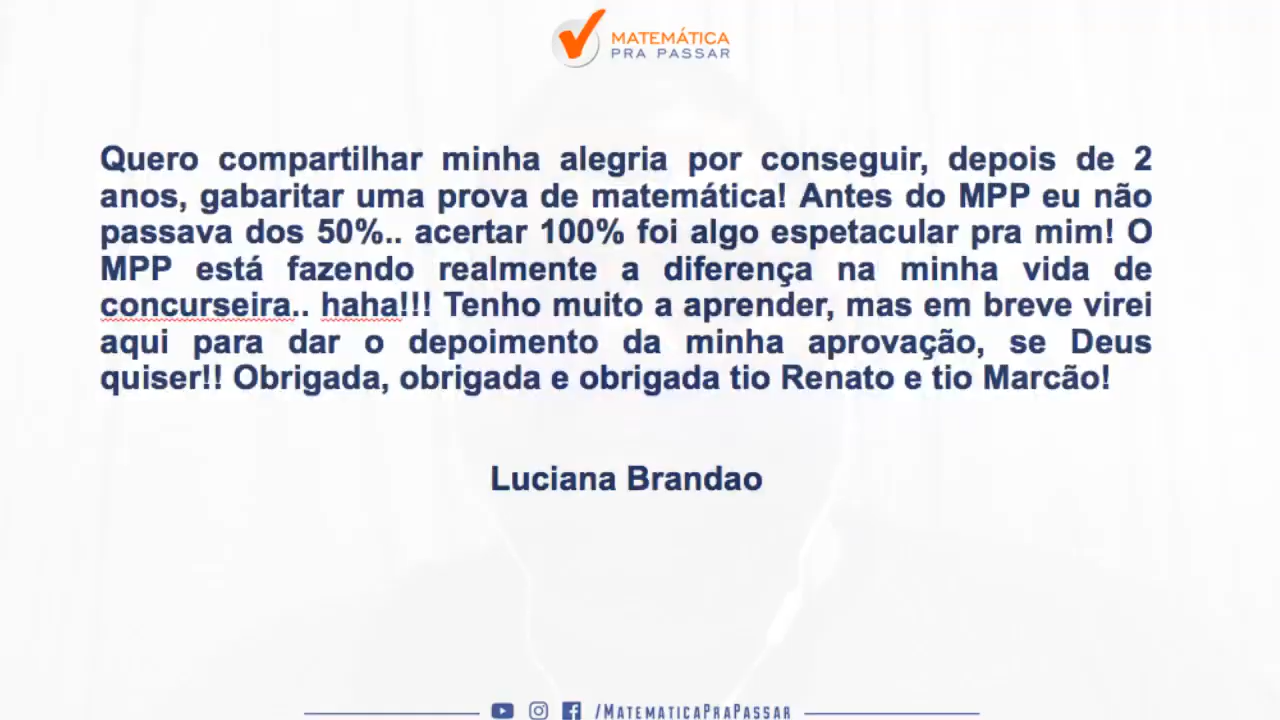 MATEMÁTICA
PRA PASSAR
Quero compartilhar minha alegria por conseguir, depois de 2
anos, gabaritar uma prova de matemática! Antes do MPP eu não
passava dos 50%.. acertar 100% foi algo espetacular pra mim! O
MPP está fazendo realmente a diferença na minha vida de
concurseira.. haha!!! Tenho muito a aprender, mas em breve virei
aqui para dar o depoimento da minha aprovação, se Deus
quiser!! Obrigada, obrigada e obrigada tio Renato e tio Marcão!
Luciana Brandao
/MATEMATICAPRAPASSAR